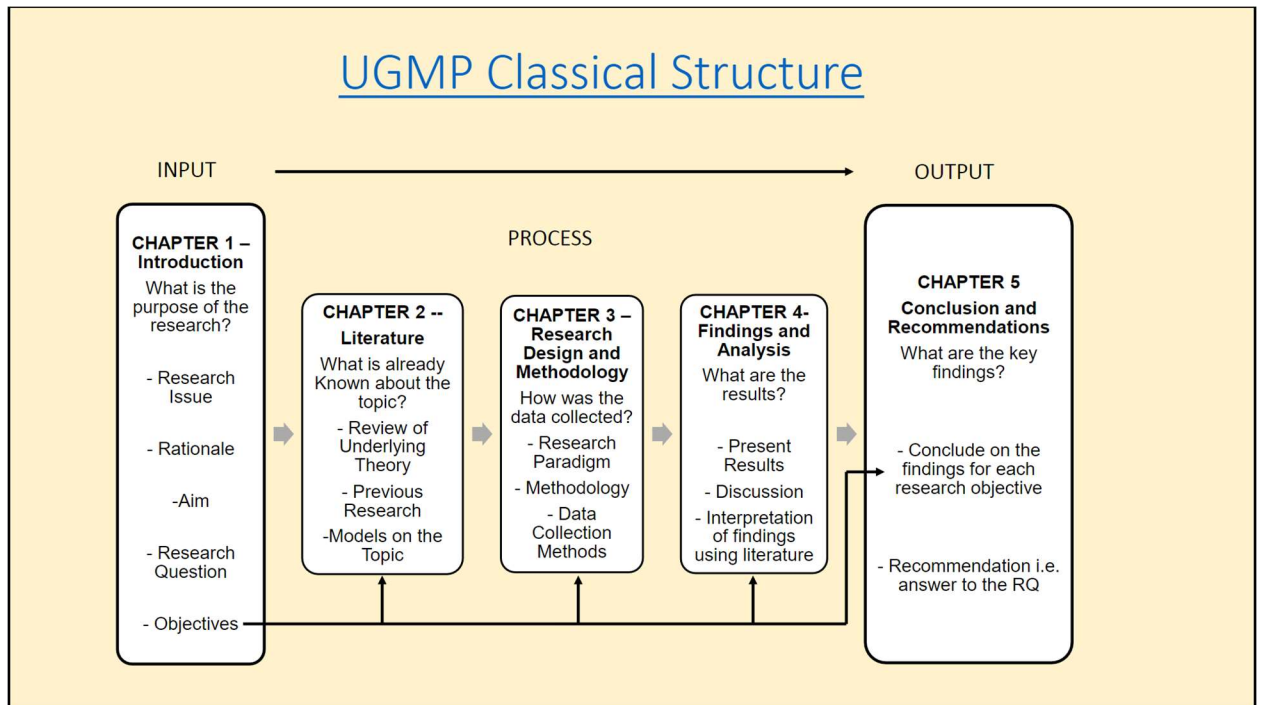 UGMP Classical Structure
INPUT
OUTPUT
PROCESS
CHAPTER 1 –
Introduction
What is the
purpose of the
research?
- Research
Issue
- Rationale
-Aim
- Research
Question
- Objectives
CHAPTER 2 --
Literature
What is already
Known about the
topic?
- Review of
Underlying
Theory
- Previous
Research
-Models on the
Topic
CHAPTER 3 –
Research
Design and
Methodology
How was the
data collected?
- Research
Paradigm
- Methodology
- Data
Collection
Methods
CHAPTER 4-
Findings and
Analysis
What are the
results?
- Present
Results
- Discussion
- Interpretation
of findings
using literature
CHAPTER 5
Conclusion and
Recommendations
What are the key
findings?
- Conclude on the
findings for each
research objective
- Recommendation i.e.
answer to the RQ